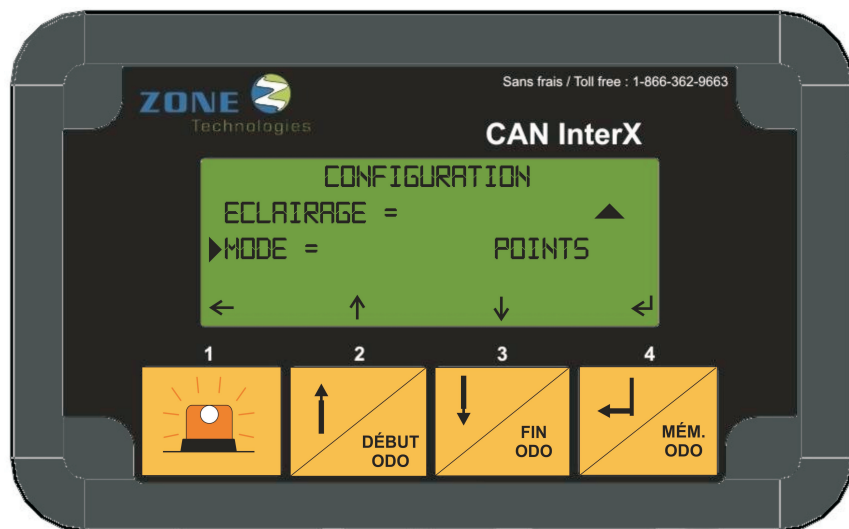 Sans frais / Toll free : 1-866-362-9663
ZONE
Technologies
CAN InterX
CONFIGURATION
ECLAIRAGE =
MODE = POINTS
1 2 3 4
DÉBUT
ODO
FIN
ODO
MÉM.
ODO